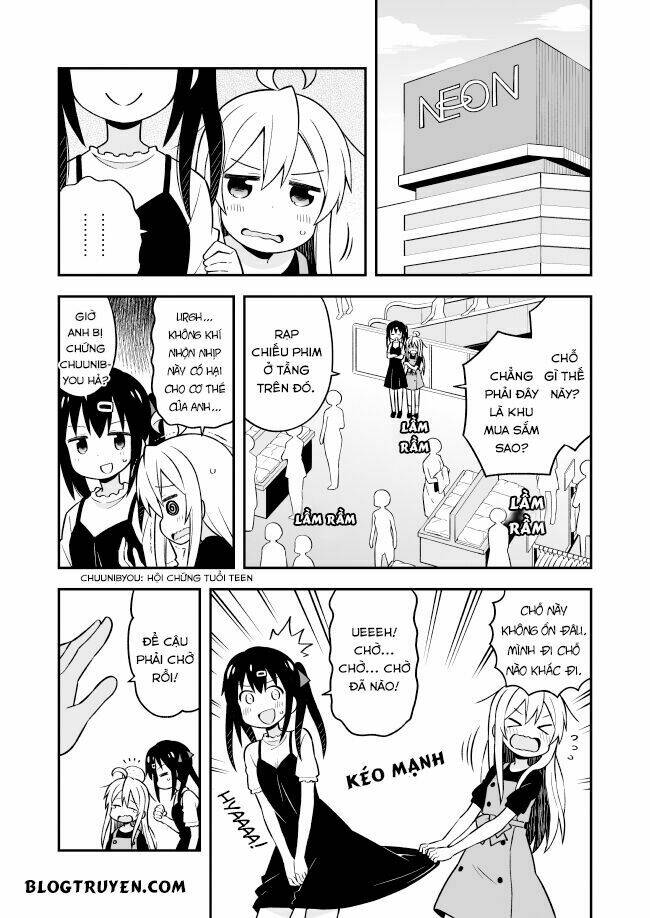 NEON
......
......
CHỖ
GÌ THẾ
NÀY?
CHẲNG
PHẢI ĐÂY
LÀ KHU
MUA SẮM
SAO?
RẠP
CHIẾU PHIM
Ở TẦNG
TRÊN ĐÓ.
LẦM
RẦM
LẦM RẦM
LẦM
RẦM
URGH...
KHÔNG KHÍ
NHỘN NHỊP
NÀY CÓ HẠI
CHO CƠ THỂ
CỦA ANH...
GIỜ
ANH BỊ
CHỨNG
CHUUNIB-
YOU HẢ?
CHUUNIBYOU: HỘI CHỨNG TUỔI TEEN
CHỖ NÀY
KHÔNG ỔN ĐÂU,
MÌNH ĐI CHỖ
NÀO KHÁC ĐI.
UEEEH!
CHỜ...
CHỜ... CHỜ
ĐÃ NÀO!
KÉO MẠNH
HYAAAA!
ĐỂ CẬU
PHẢI CHỜ
RỒI!
BLOGTRUYEN.COM